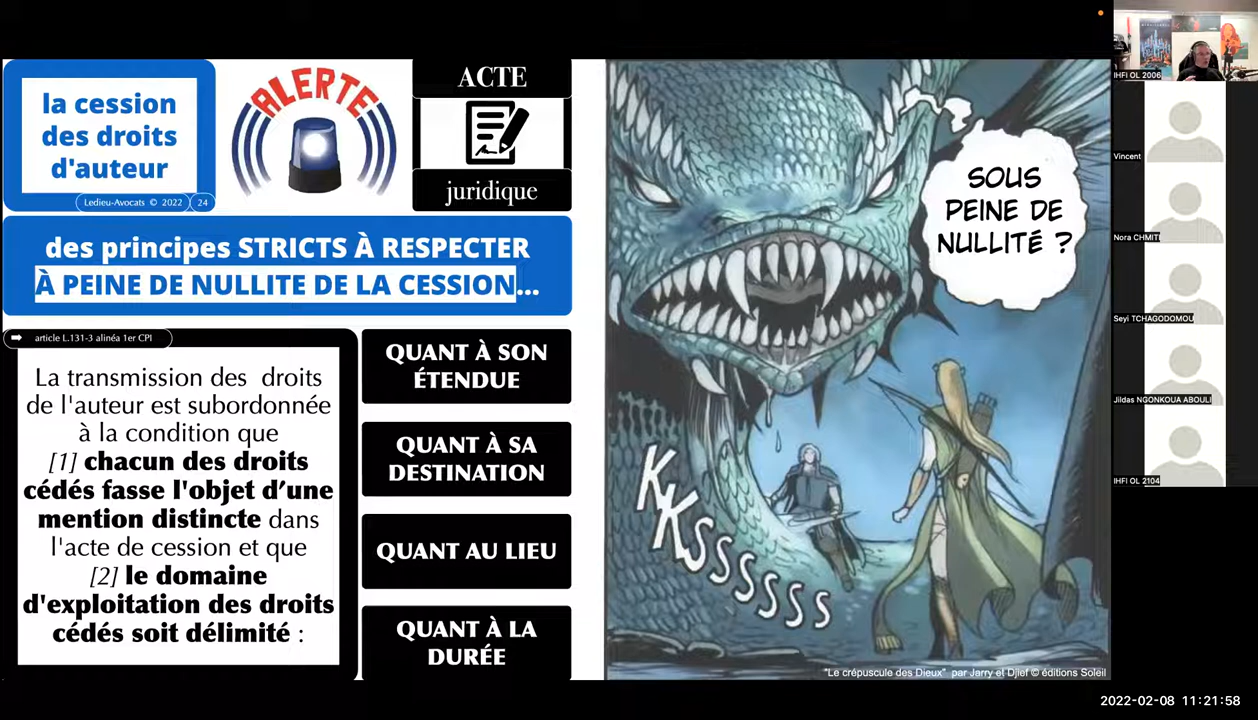 la cession
des droits
d'auteur
Ledieu-Avocats © 2022 24
ALERTE
ACTE
juridique
des principes STRICTS À RESPECTER
À PEINE DE NULLITE DE LA CESSION...
article L.131-3 alinéa 1er CPI
La transmission des droits
de l'auteur est subordonnée
à la condition que
[1] chacun des droits
cédés fasse l'objet d'une
mention distincte dans
l'acte de cession et que
[2] le domaine
d'exploitation des droits
cédés soit délimité :
QUANT À SON
ÉTENDUE
QUANT À SA
DESTINATION
QUANT AU LIEU
QUANT À LA
DURÉE
SOUS
PEINE DE
NULLITÉ ?
KKSSSSSS
"Le crépuscule des Dieux" par Jarry et Djief © éditions Soleil
IHFI OL 2006
Vincent
Nora CHMITI
Seyi TCHAGODOMOU
Jildas NGONKOUA ABOULI
IHFI OL 2104
2022-02-08 11:21:58